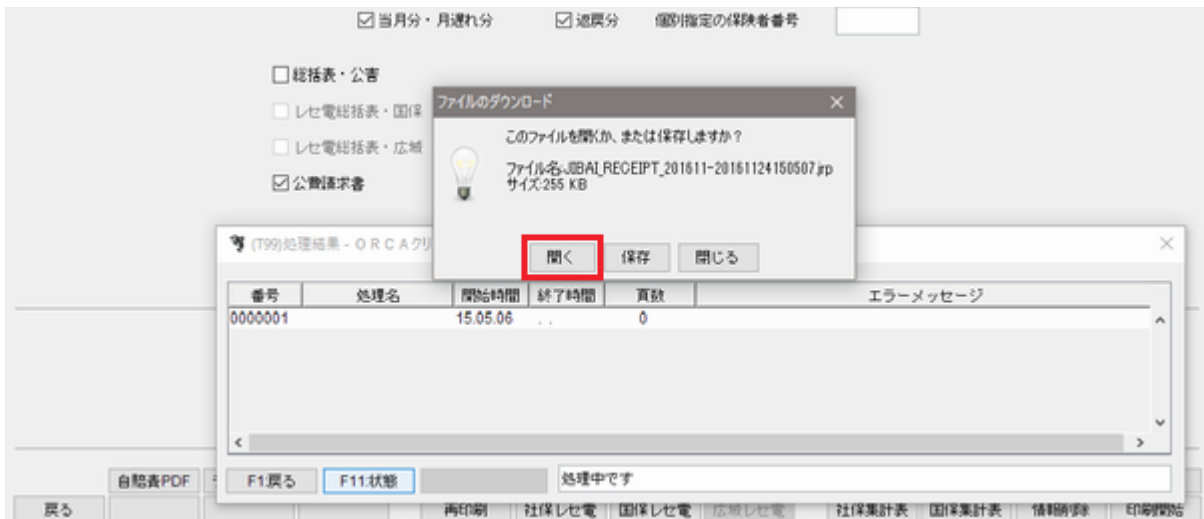 当月分・月遅れ分 返戻分 個別指定の保険者番号
総括表・公害
レセ電総括表・国保
レセ電総括表・広域
公費請求書
ファイルのダウンロード
このファイルを開くか、または保存しますか？
ファイル名:JIBAI_RECEIPT_201611-20161124150507.jrp
サイズ:255 KB
開く 保存 閉じる
(T99)処理結果 - ＯＲＣＡクリ
番号 処理名 開始時間 終了時間 頁数 エラーメッセージ
0000001 15.05.06 . . 0
F1戻る F11状態 処理中です
自賠責PDF
戻る 再印刷 社保レセ電 国保レセ電 広域レセ電 社保集計表 国保集計表 情報削除 印刷開始